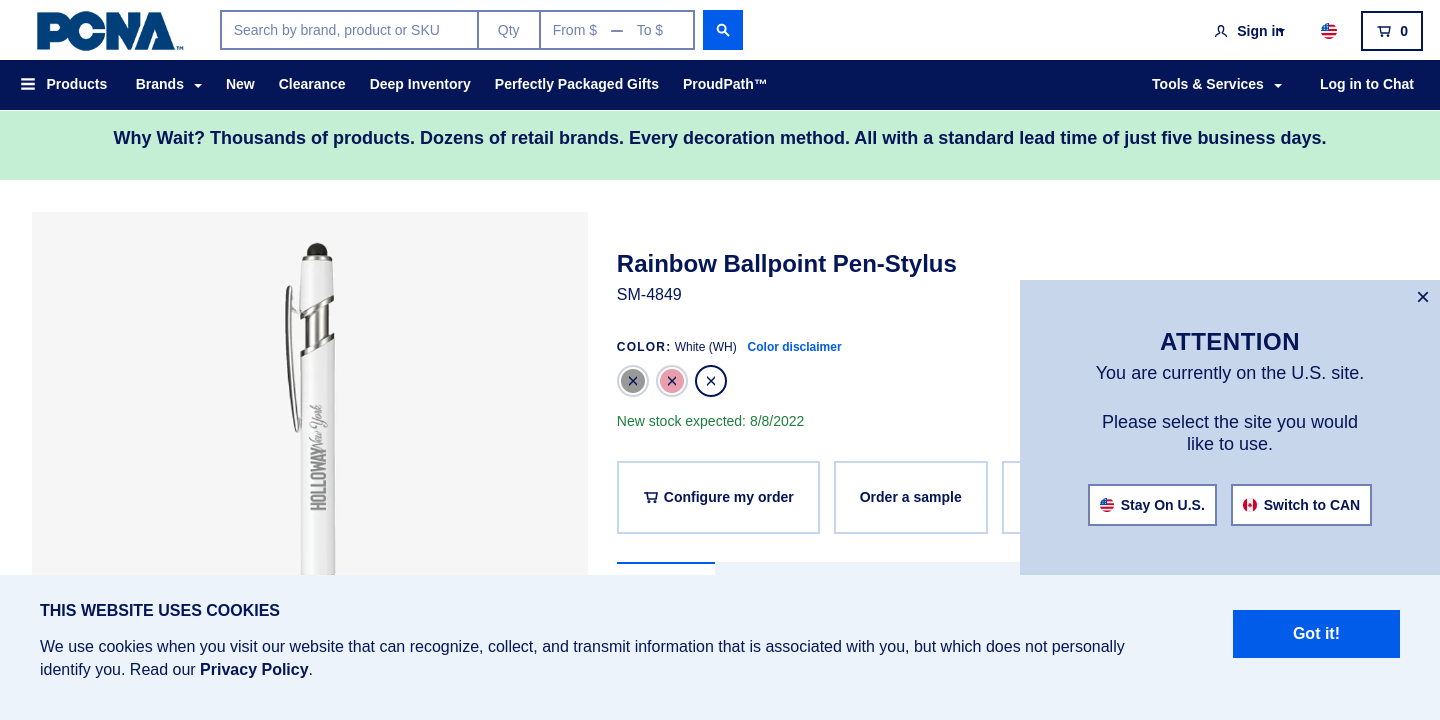 PCNA™
Search by brand, product or SKU
Qty
From $ — To $
Sign in
0
Products
Brands
New
Clearance
Deep Inventory
Perfectly Packaged Gifts
ProudPath™
Tools & Services
Log in to Chat
Why Wait? Thousands of products. Dozens of retail brands. Every decoration method. All with a standard lead time of just five business days.
HOLLOWAY New York
Rainbow Ballpoint Pen-Stylus
SM-4849
COLOR: White (WH) Color disclaimer
New stock expected: 8/8/2022
Configure my order
Order a sample
ATTENTION
You are currently on the U.S. site.
Please select the site you would
like to use.
Stay On U.S.
Switch to CAN
THIS WEBSITE USES COOKIES
We use cookies when you visit our website that can recognize, collect, and transmit information that is associated with you, but which does not personally
identify you. Read our Privacy Policy.
Got it!